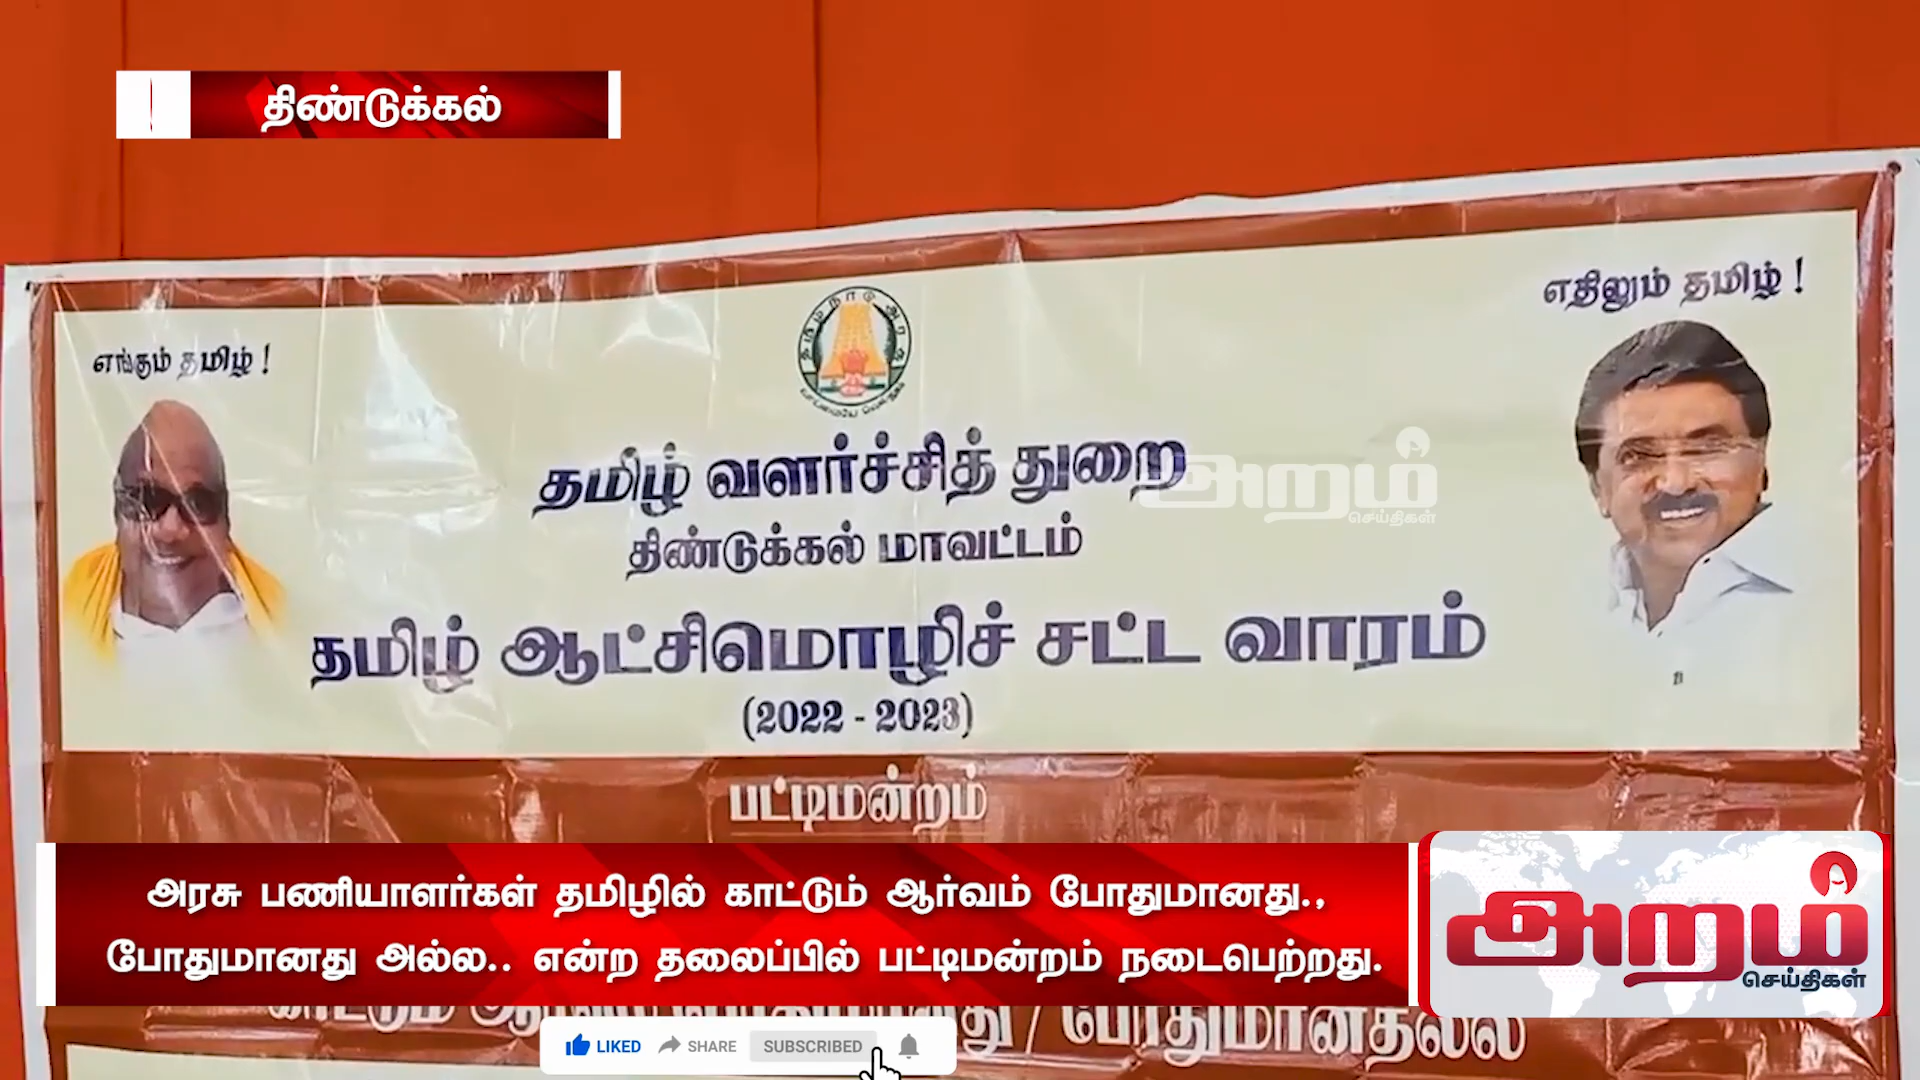 திண்டுக்கல்
எதிலும் தமிழ் !
எங்கும் தமிழ் !
தமிழ் வளர்ச்சித் துறை
அறம்
செய்திகள்
திண்டுக்கல் மாவட்டம்
தமிழ் ஆட்சிமொழிச் சட்ட வாரம்
(2022 - 2023)
பட்டிமன்றம்
அரசு பணியாளர்கள் தமிழில் காட்டும் ஆர்வம் போதுமானது.,
போதுமானது அல்ல.. என்ற தலைப்பில் பட்டிமன்றம் நடைபெற்றது.
அறம்
செய்திகள்
காட்டும் / போதுமானதல்ல
LIKED SHARE SUBSCRIBED